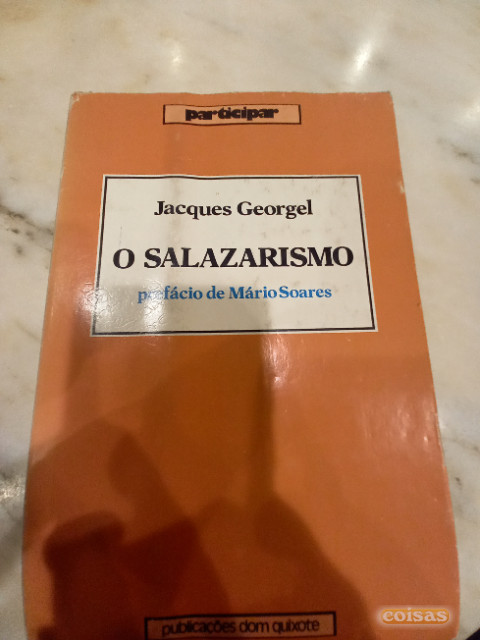 participar
Jacques Georgel
O SALAZARISMO
prefácio de Mário Soares
publicações dom quixote
coisas